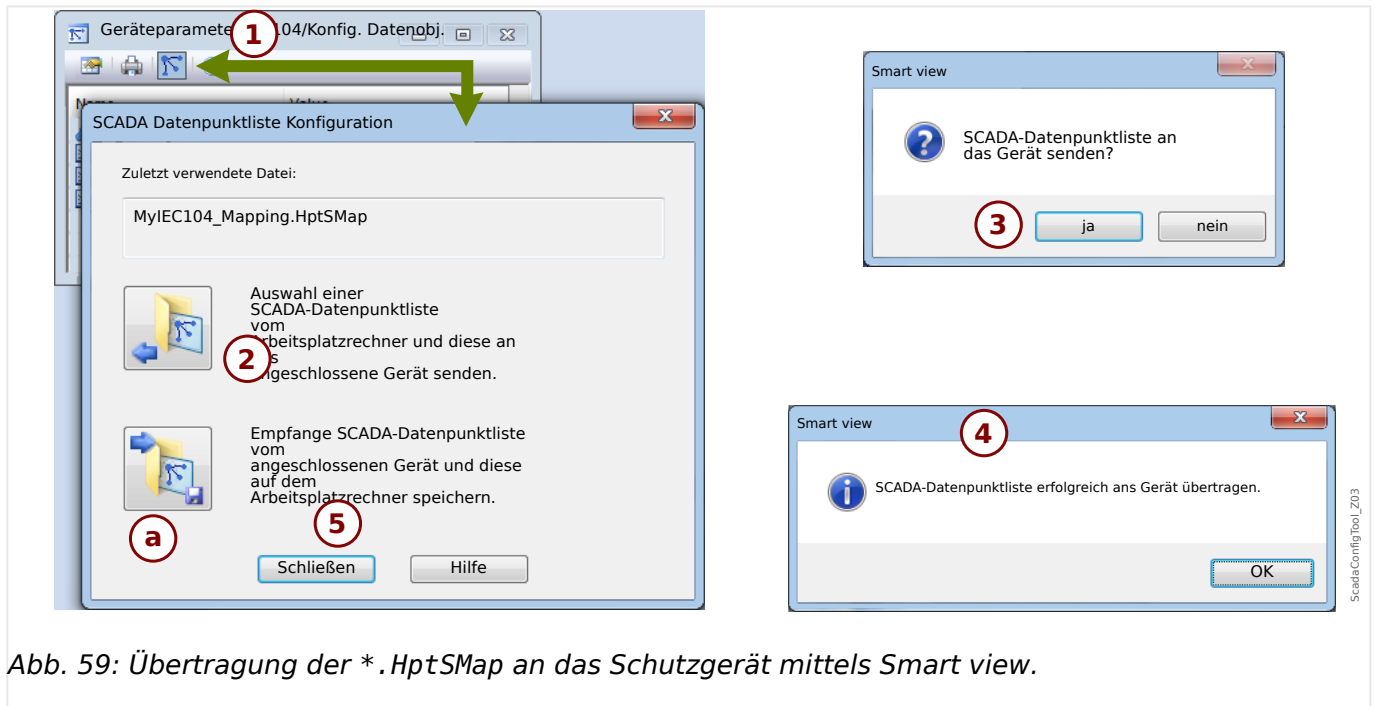 Geräteparamete
1
04/Konfig. Datenobj.
Name
Value
SCADA Datenpunktliste Konfiguration
Zuletzt verwendete Datei:
MyIEC104_Mapping.HptSMap
Auswahl einer
SCADA-Datenpunktliste
vom
Arbeitsplatzrechner und diese an
2
angeschlossene Gerät senden.
Empfange SCADA-Datenpunktliste
vom
angeschlossenen Gerät und diese
auf dem
Arbeitsplatzrechner speichern.
a
5
Schließen
Hilfe
Smart view
SCADA-Datenpunktliste an
das Gerät senden?
3
ja
nein
Smart view
4
SCADA-Datenpunktliste erfolgreich ans Gerät übertragen.
OK
ScadaConfigTool_Z03
Abb. 59: Übertragung der *.HptSMap an das Schutzgerät mittels Smart view.